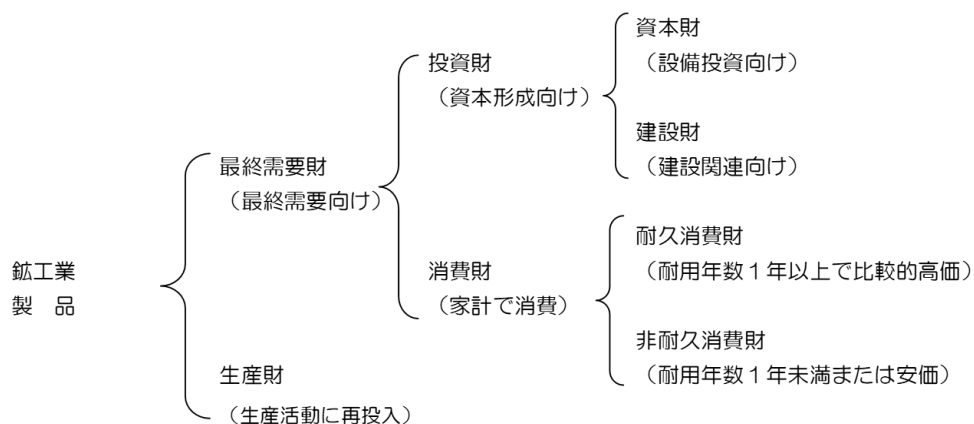 鉱工業
製　品
最終需要財
（最終需要向け）
投資財
（資本形成向け）
資本財
（設備投資向け）
建設財
（建設関連向け）
消費財
（家計で消費）
耐久消費財
（耐用年数１年以上で比較的高価）
非耐久消費財
（耐用年数１年未満または安価）
生産財
（生産活動に再投入）